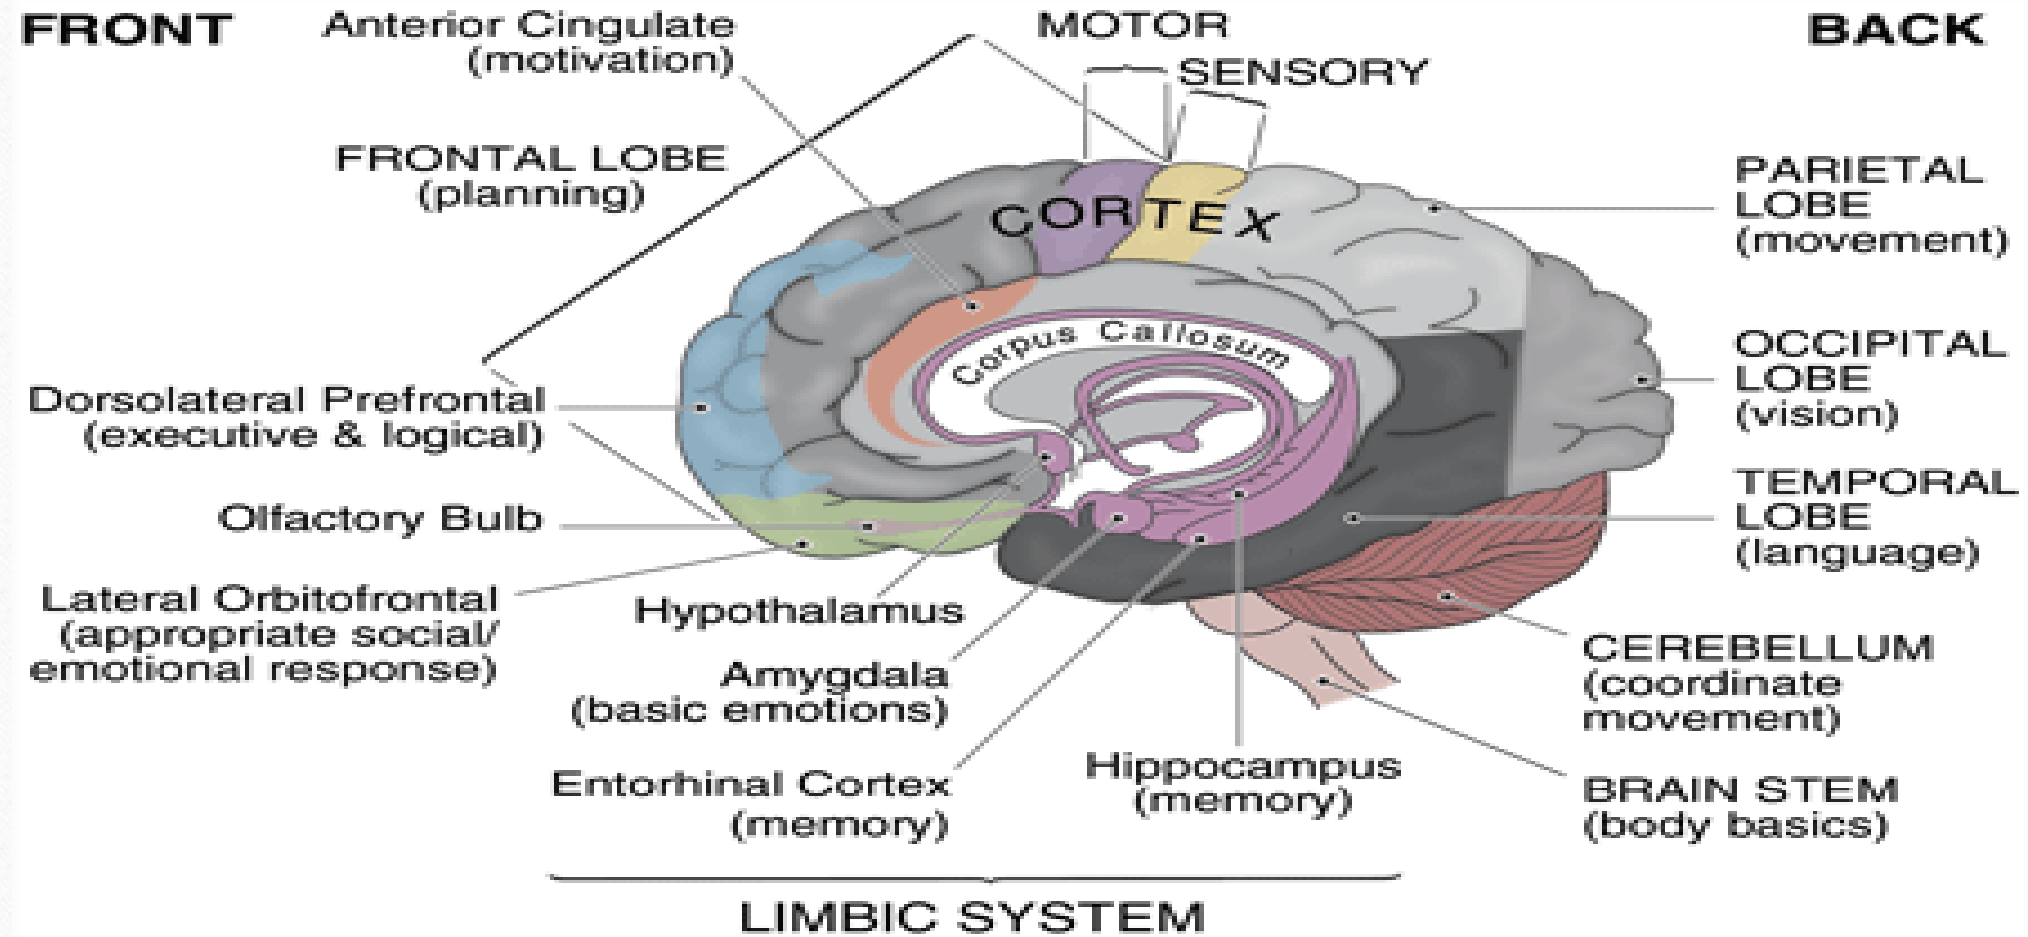 FRONT
Anterior Cingulate
(motivation)
MOTOR
SENSORY
BACK
FRONTAL LOBE
(planning)
CORTEX
Corpus Callosum
PARIETAL
LOBE
(movement)
OCCIPITAL
LOBE
(vision)
TEMPORAL
LOBE
(language)
Dorsolateral Prefrontal
(executive & logical)
Olfactory Bulb
Lateral Orbitofrontal
(appropriate social/
emotional response)
Hypothalamus
Amygdala
(basic emotions)
Entorhinal Cortex
(memory)
Hippocampus
(memory)
CEREBELLUM
(coordinate
movement)
BRAIN STEM
(body basics)
LIMBIC SYSTEM